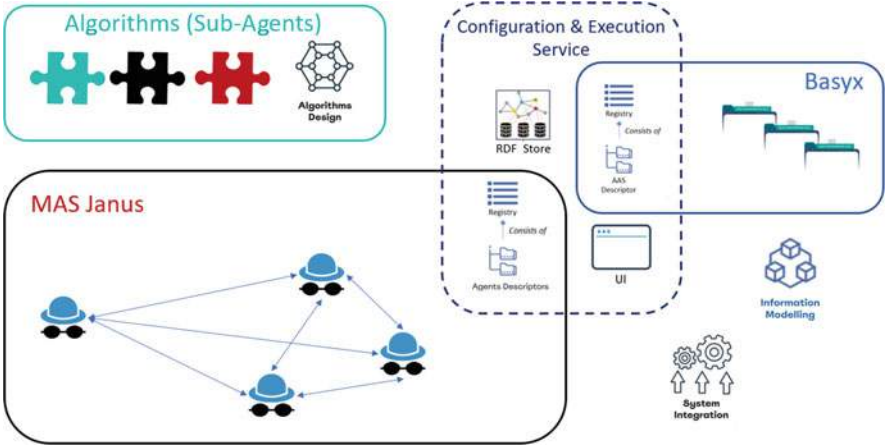 Algorithms (Sub-Agents)
Algorithms
Design
Configuration & Execution
Service
RDF Store
Basyx
Registry
Consists of
AAS
Descriptor
MAS Janus
Registry
Consists of
Agents Descriptors
UI
Information
Modelling
System
Integration